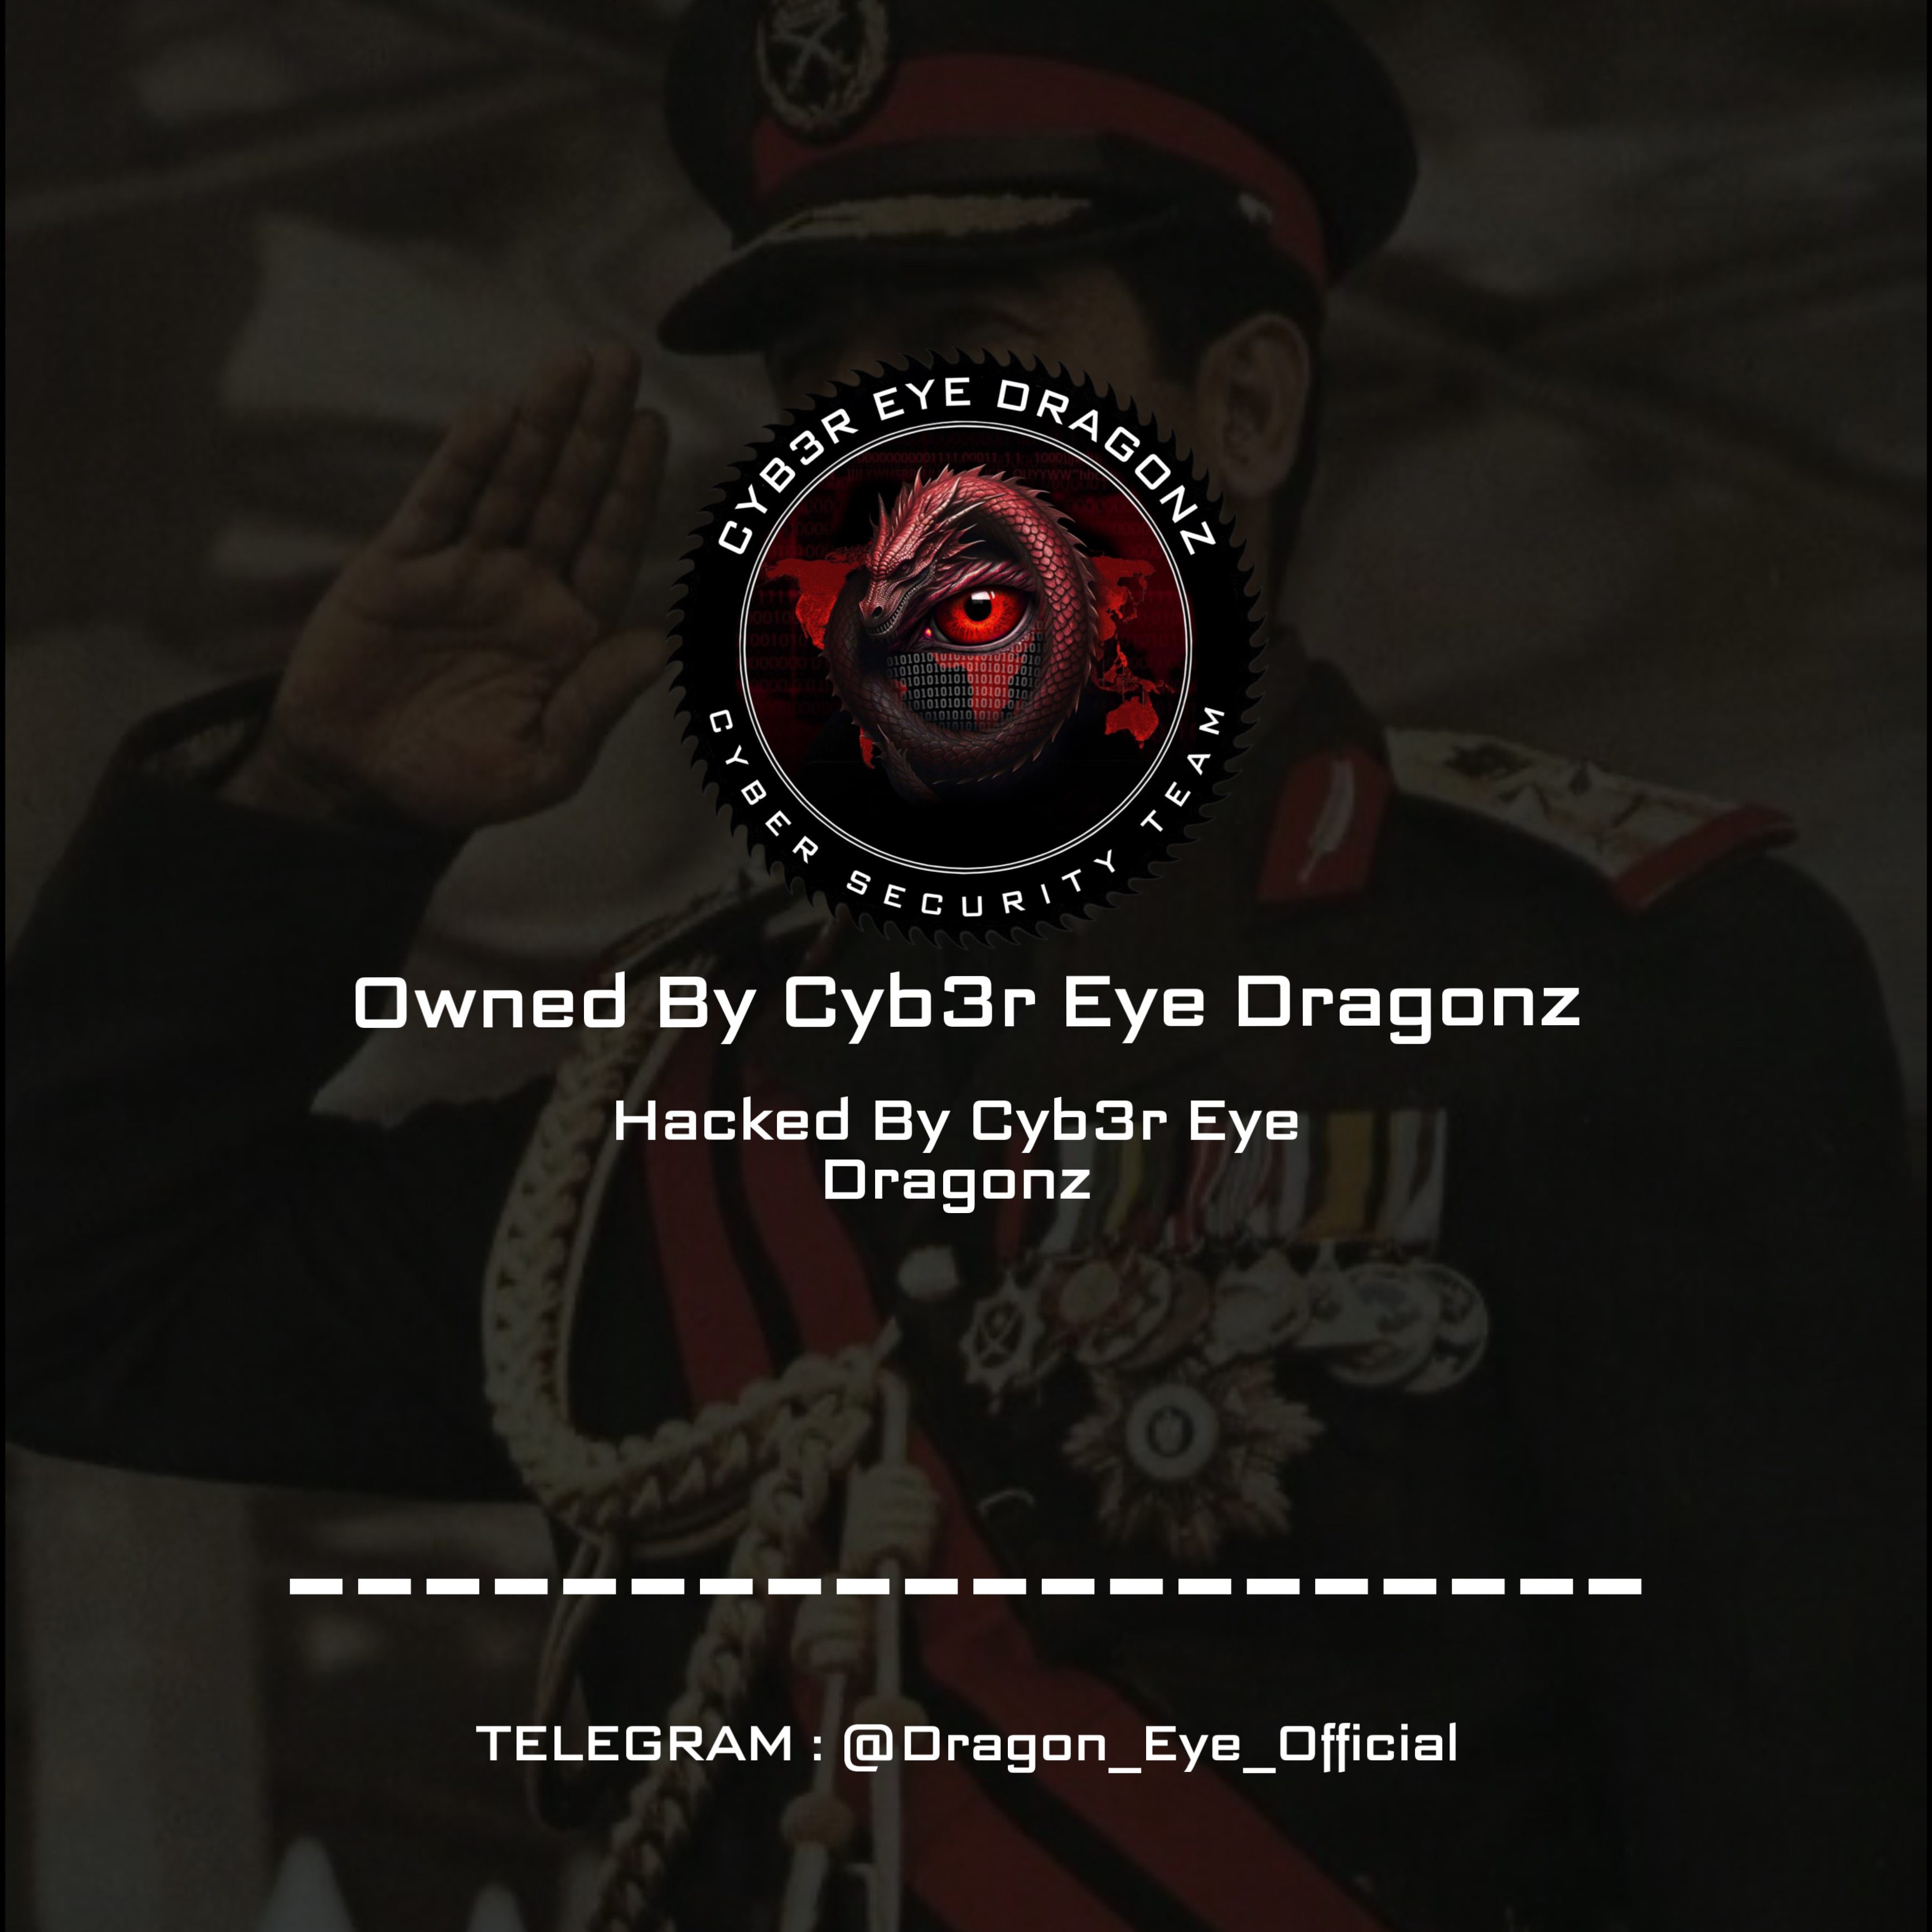 CYB3R EYE DRAGONZ
CYBER SECURITY TEAM
Owned By Cyb3r Eye Dragonz
Hacked By Cyb3r Eye
Dragonz
TELEGRAM : @Dragon_Eye_Official